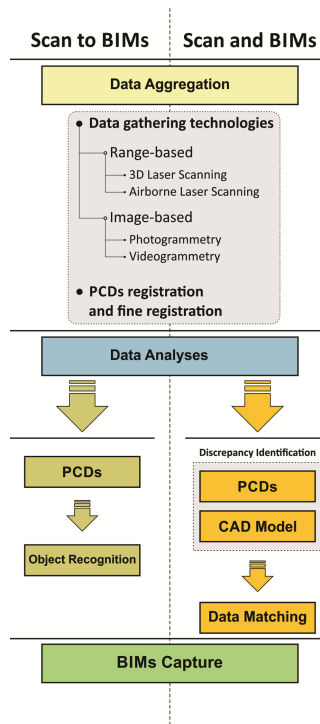 Scan to BIMs
Scan and BIMs
Data Aggregation
Data gathering technologies
Range-based
3D Laser Scanning
Airborne Laser Scanning
Image-based
Photogrammetry
Videogrammetry
PCDs registration
and fine registration
Data Analyses
PCDs
Object Recognition
Discrepancy Identification
PCDs
CAD Model
Data Matching
BIMs Capture